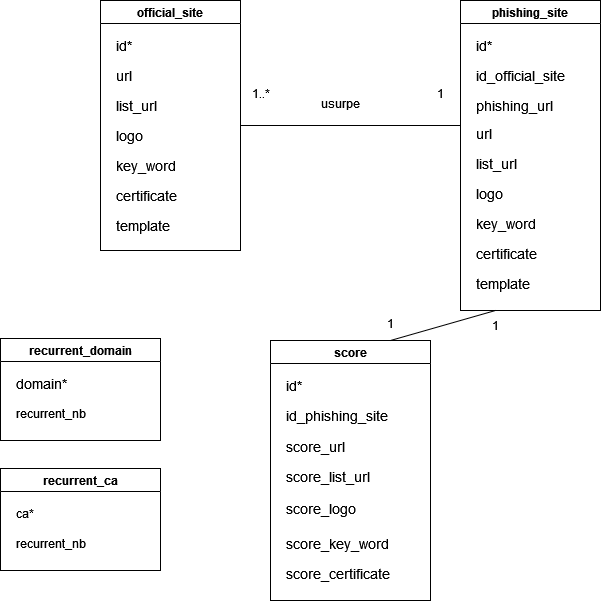 official_site
id*
url
list_url
logo
key_word
certificate
template
1..*
usurpe
1
phishing_site
id*
id_official_site
phishing_url
url
list_url
logo
key_word
certificate
template
1
1
recurrent_domain
domain*
recurrent_nb
recurrent_ca
ca*
recurrent_nb
score
id*
id_phishing_site
score_url
score_list_url
score_logo
score_key_word
score_certificate